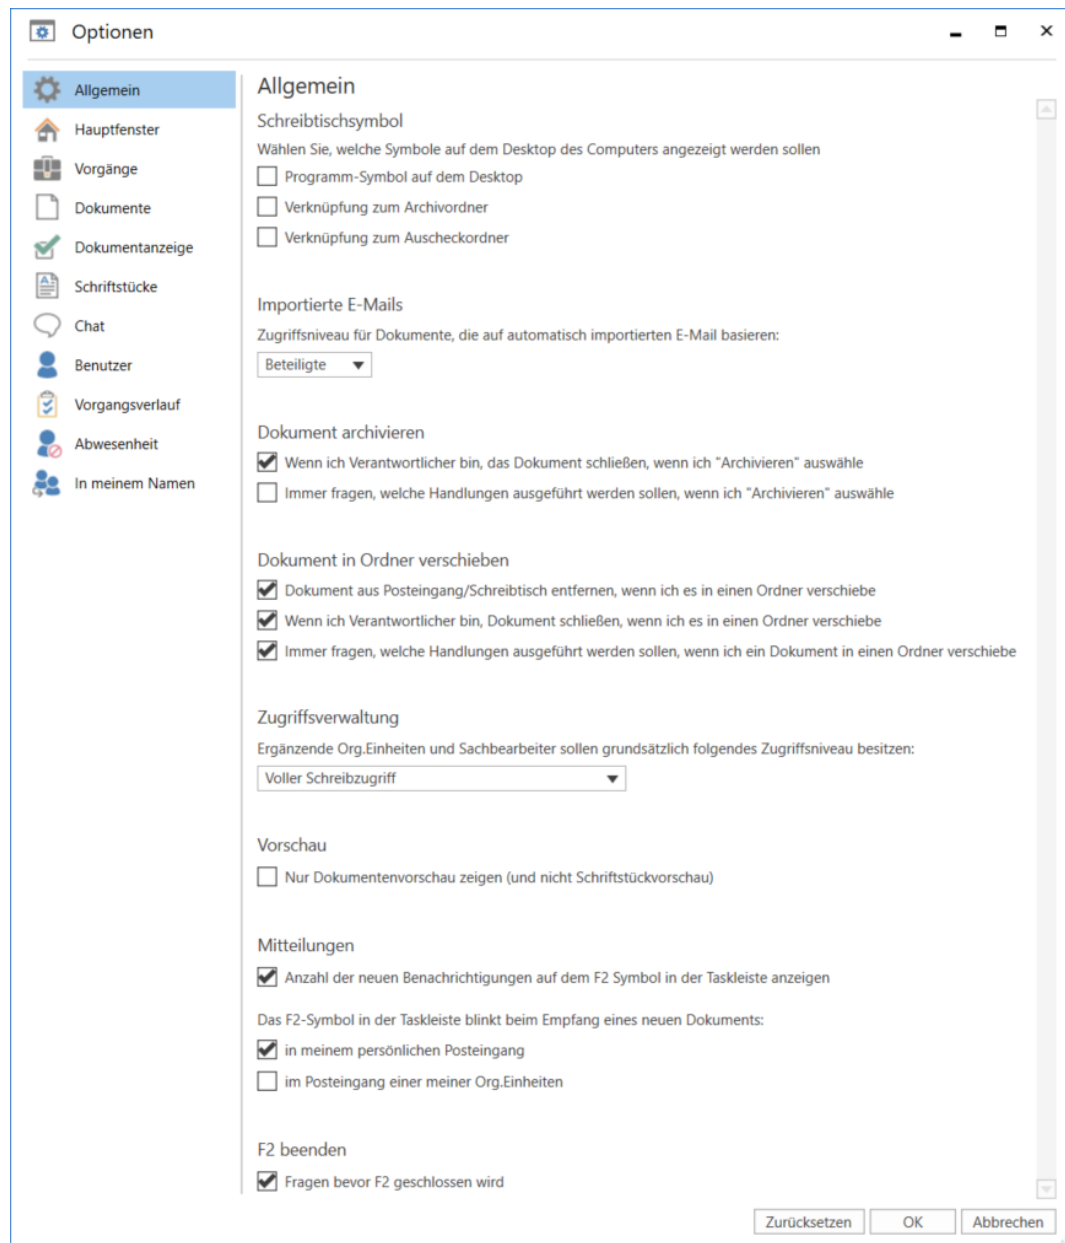 Optionen
Allgemein
Hauptfenster
Vorgänge
Dokumente
Dokumentanzeige
Schriftstücke
Chat
Benutzer
Vorgangsverlauf
Abwesenheit
In meinem Namen
Allgemein
Schreibtischsymbol
Wählen Sie, welche Symbole auf dem Desktop des Computers angezeigt werden sollen
Programm-Symbol auf dem Desktop
Verknüpfung zum Archivordner
Verknüpfung zum Auscheckordner
Importierte E-Mails
Zugriffsniveau für Dokumente, die auf automatisch importierten E-Mail basieren:
Beteiligte
Dokument archivieren
Wenn ich Verantwortlicher bin, das Dokument schließen, wenn ich "Archivieren" auswähle
Immer fragen, welche Handlungen ausgeführt werden sollen, wenn ich "Archivieren" auswähle
Dokument in Ordner verschieben
Dokument aus Posteingang/Schreibtisch entfernen, wenn ich es in einen Ordner verschiebe
Wenn ich Verantwortlicher bin, Dokument schließen, wenn ich es in einen Ordner verschiebe
Immer fragen, welche Handlungen ausgeführt werden sollen, wenn ich ein Dokument in einen Ordner verschiebe
Zugriffsverwaltung
Ergänzende Org.Einheiten und Sachbearbeiter sollen grundsätzlich folgendes Zugriffsniveau besitzen:
Voller Schreibzugriff
Vorschau
Nur Dokumentenvorschau zeigen (und nicht Schriftstückvorschau)
Mitteilungen
Anzahl der neuen Benachrichtigungen auf dem F2 Symbol in der Taskleiste anzeigen
Das F2-Symbol in der Taskleiste blinkt beim Empfang eines neuen Dokuments:
in meinem persönlichen Posteingang
im Posteingang einer meiner Org.Einheiten
F2 beenden
Fragen bevor F2 geschlossen wird
Zurücksetzen
OK
Abbrechen